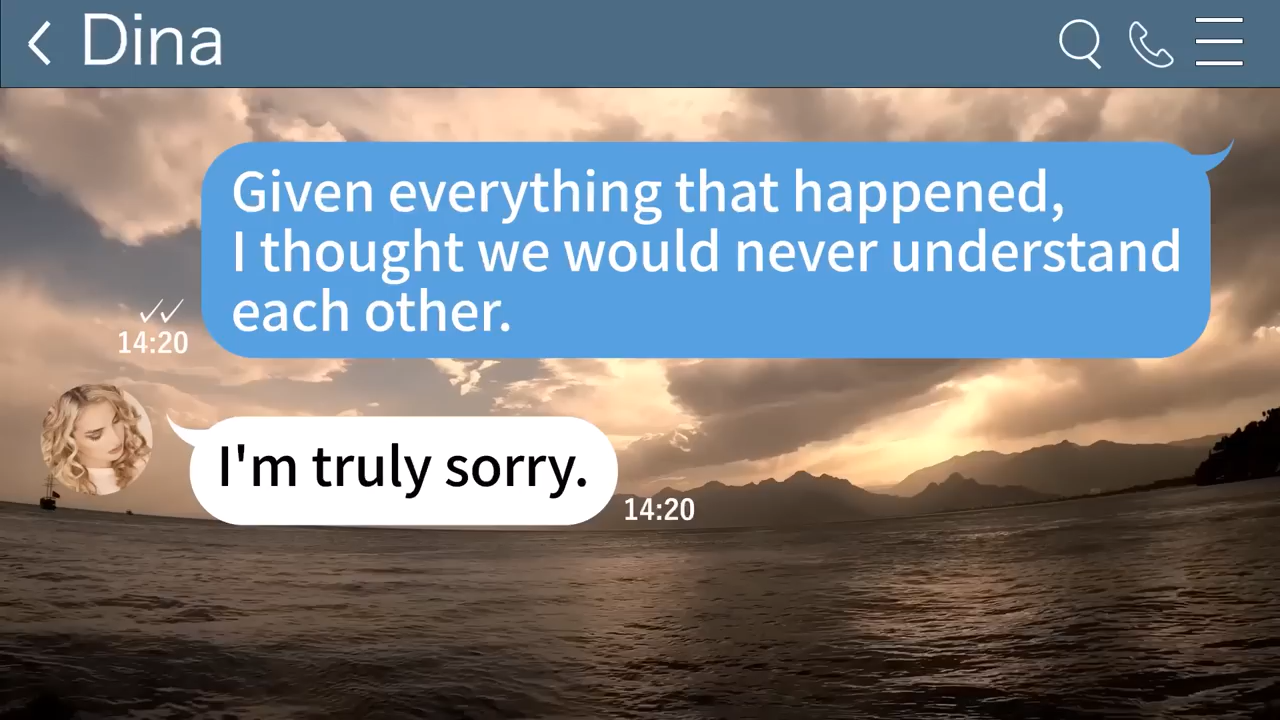 Dina
Given everything that happened,
I thought we would never understand
each other.
14:20
I'm truly sorry.
14:20